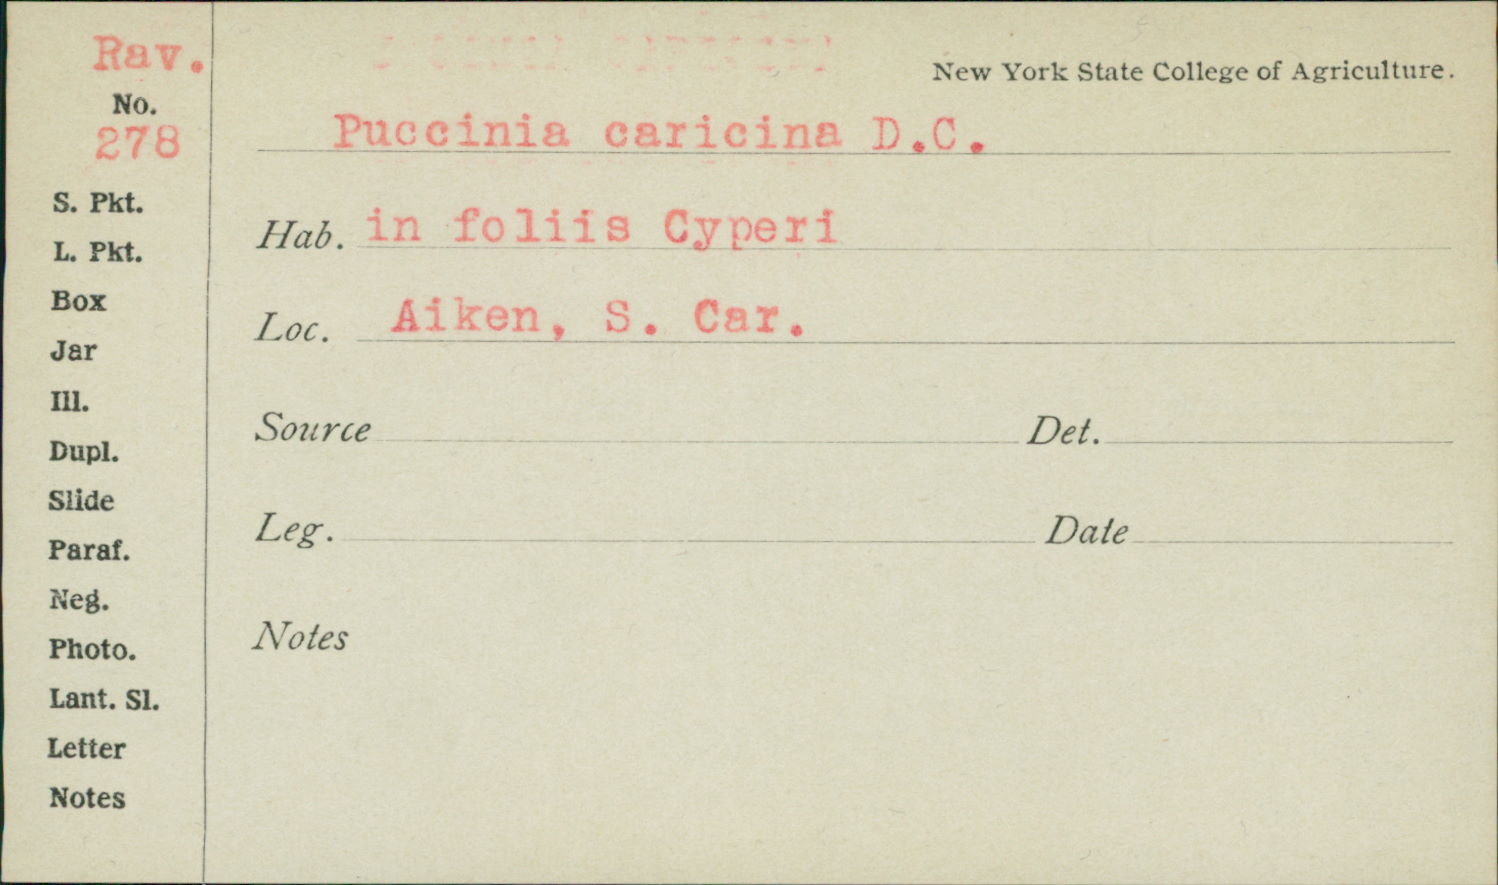 Rav.
No.
278
S. Pkt.
L. Pkt.
Box
Jar
Ill.
Dupl.
Slide
Paraf.
Neg.
Photo.
Lant. Sl.
Letter
Notes
New York State College of Agriculture.
Puccinia caricina D.C.
Hab. in foliis Cyperi
Loc. Aiken, S. Car.
Source Det.
Leg. Date
Notes